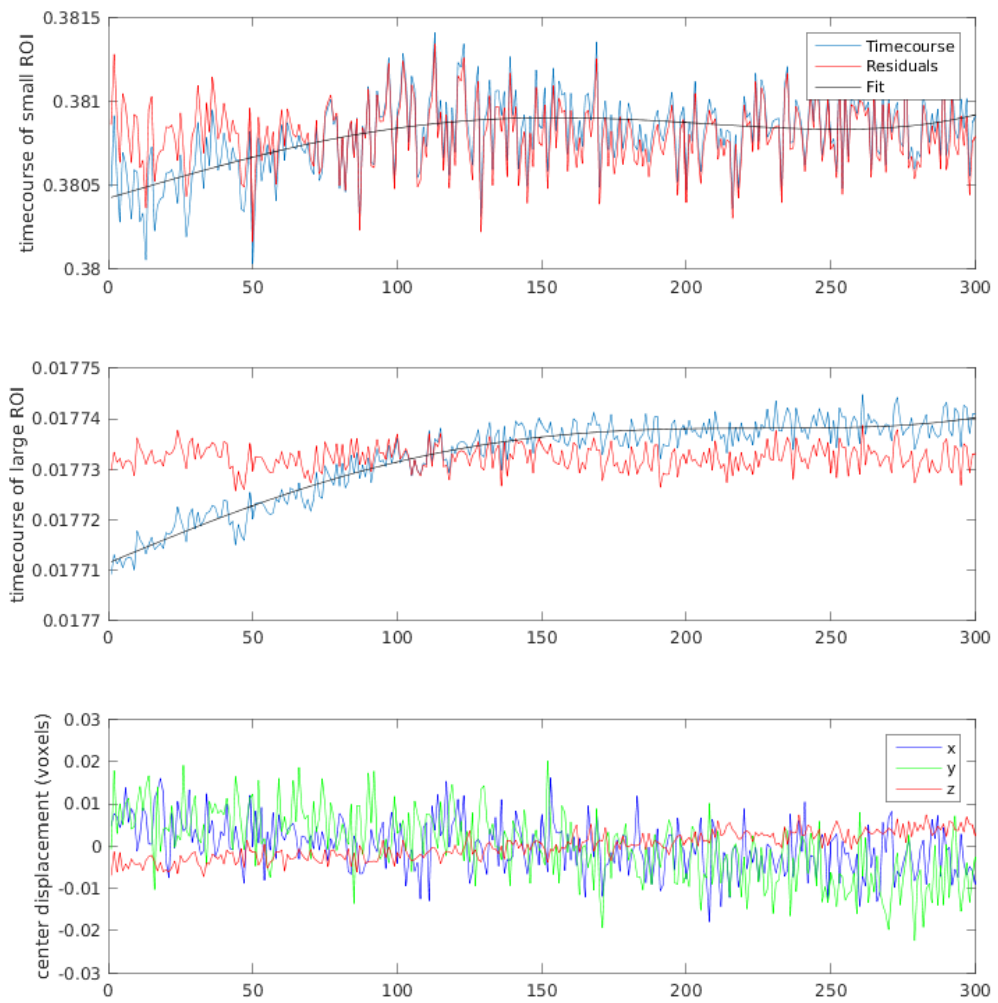 0.3815
0.381
0.3805
0.38
timecourse of small ROI
Timecourse
Residuals
Fit
0 50 100 150 200 250 300
0.01775
0.01774
0.01773
0.01772
0.01771
0.0177
timecourse of large ROI
0 50 100 150 200 250 300
0.03
0.02
0.01
0
-0.01
-0.02
-0.03
center displacement (voxels)
x
y
z
0 50 100 150 200 250 300